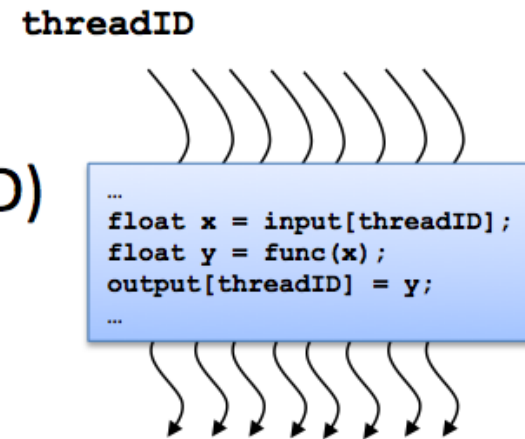 threadID
D)
…
float x = input[threadID];
float y = func(x);
output[threadID] = y;
…